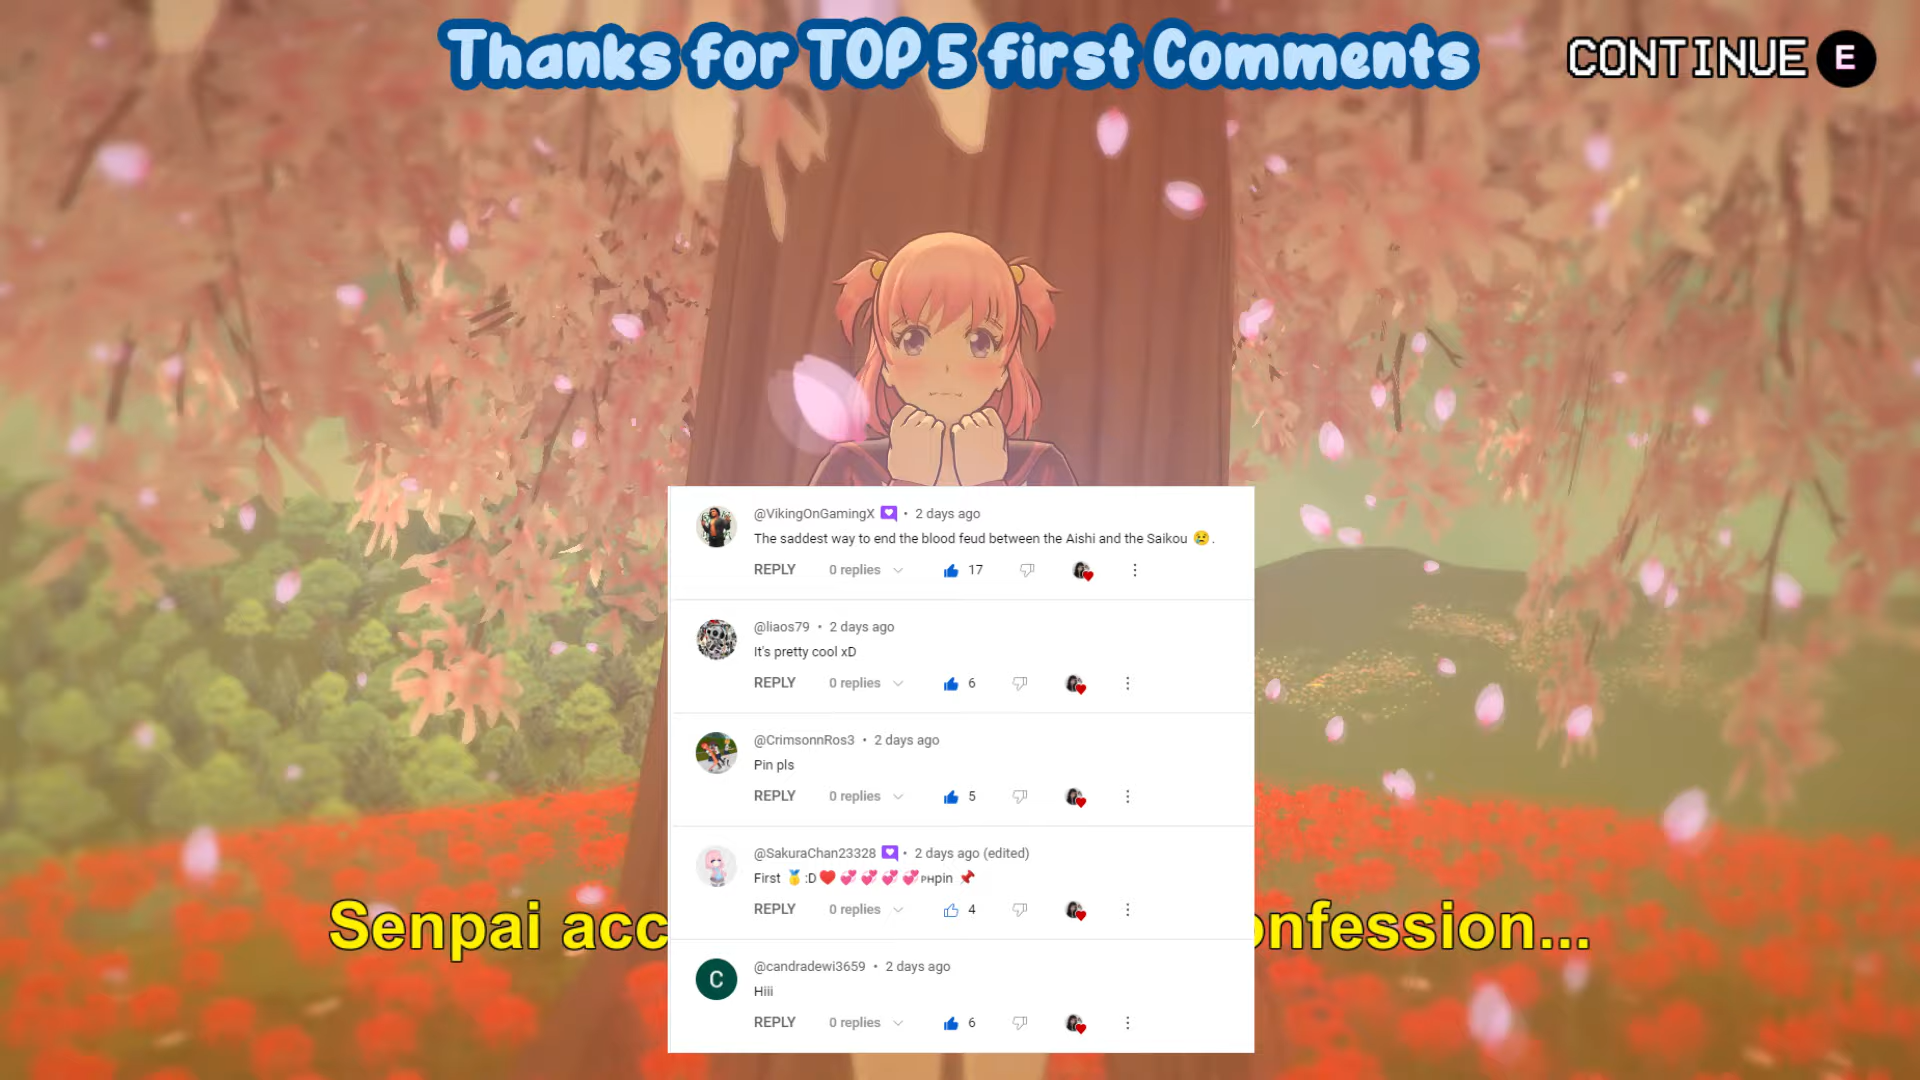 Thanks for TOP 5 first Comments
CONTINUE E
@VikingOnGamingX • 2 days ago
The saddest way to end the blood feud between the Aishi and the Saikou 😢.
REPLY 0 replies 17
@liaos79 • 2 days ago
It's pretty cool xD
REPLY 0 replies 6
@CrimsonnRos3 • 2 days ago
Pin pls
REPLY 0 replies 5
@SakuraChan23328 • 2 days ago (edited)
First 🥇:D❤️💞💞💞💞ᴘʜpin 📌
REPLY 0 replies 4
Senpai acc onfession...
C @candradewi3659 • 2 days ago
Hiii
REPLY 0 replies 6